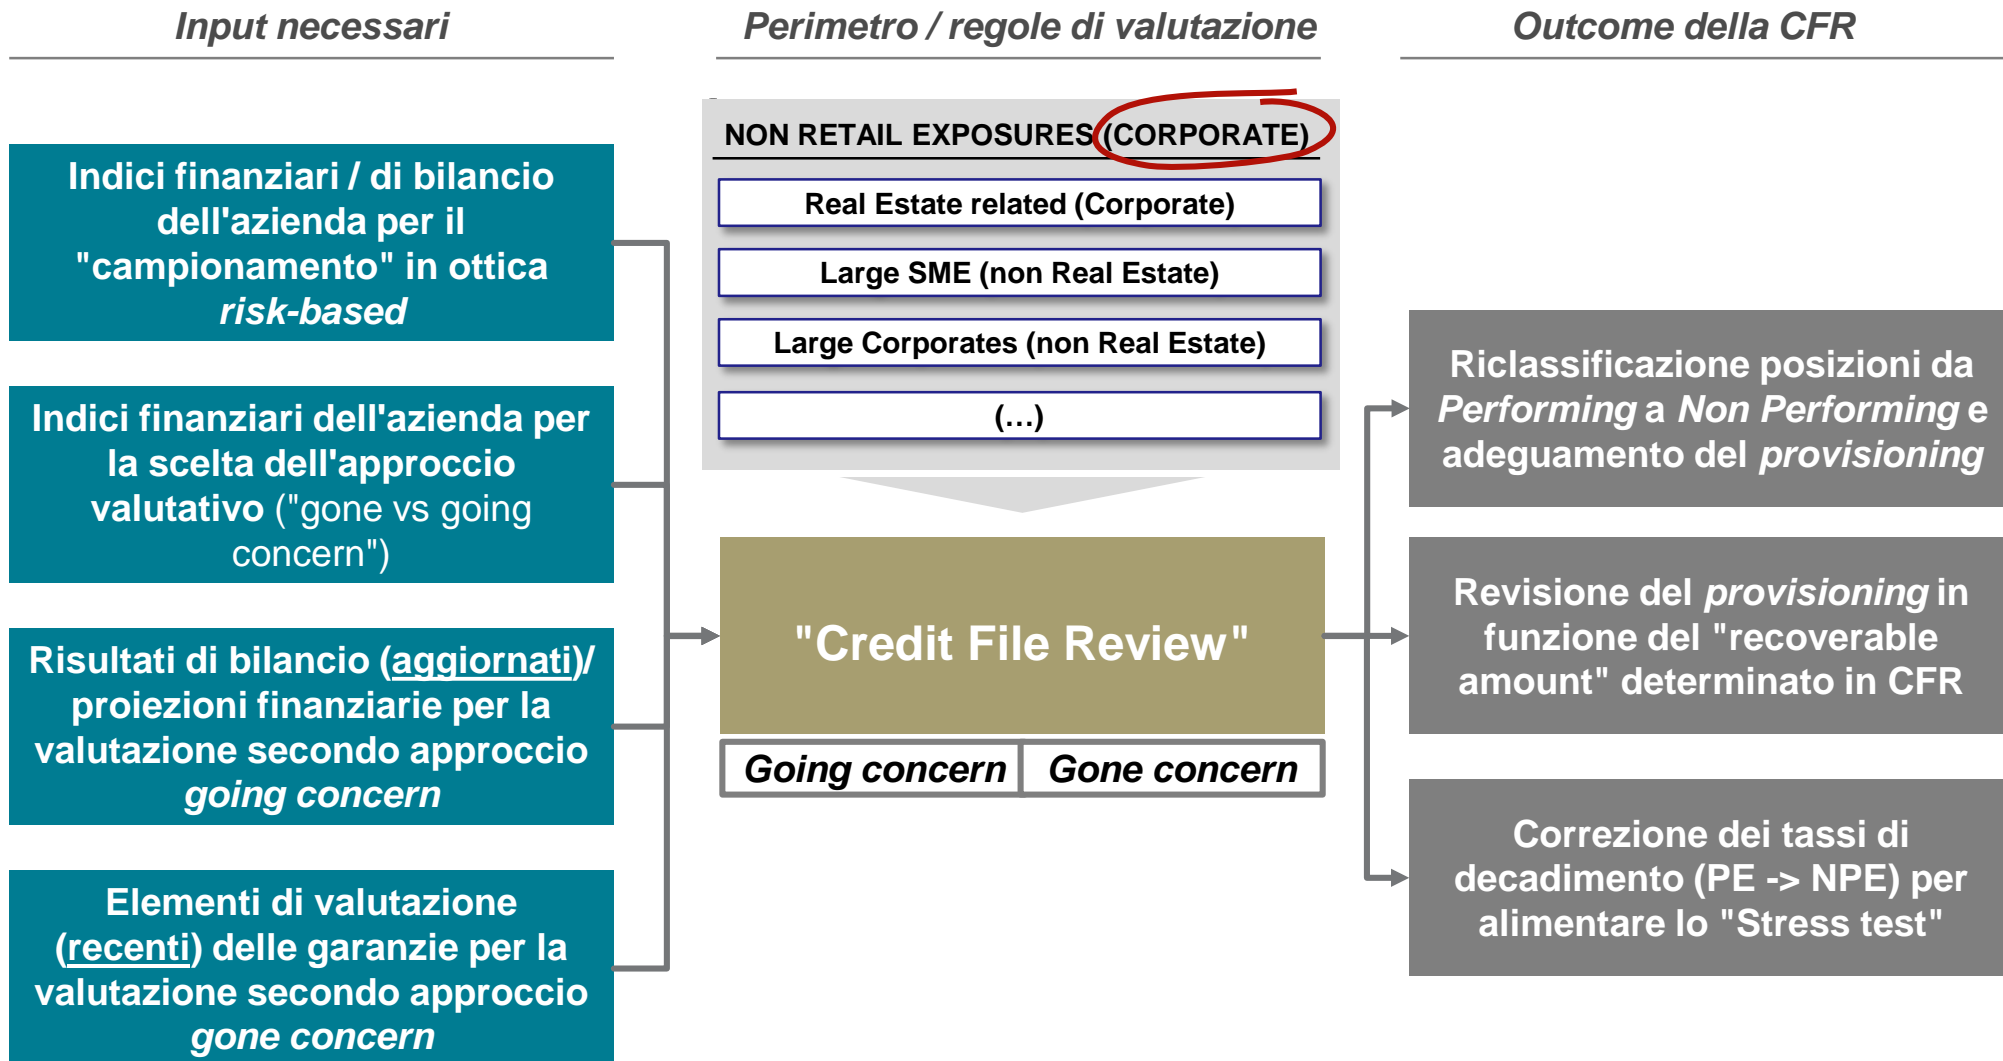 Input necessari
Perimetro / regole di valutazione
Outcome della CFR
Indici finanziari / di bilancio
dell'azienda per il
"campionamento" in ottica
risk-based
Indici finanziari dell'azienda per
la scelta dell'approccio
valutativo ("gone vs going
concern")
Risultati di bilancio (aggiornati)/
proiezioni finanziarie per la
valutazione secondo approccio
going concern
Elementi di valutazione
(recenti) delle garanzie per la
valutazione secondo approccio
gone concern
NON RETAIL EXPOSURES (CORPORATE)
Real Estate related (Corporate)
Large SME (non Real Estate)
Large Corporates (non Real Estate)
(…)
"Credit File Review"
Going concern
Gone concern
Riclassificazione posizioni da
Performing a Non Performing e
adeguamento del provisioning
Revisione del provisioning in
funzione del "recoverable
amount" determinato in CFR
Correzione dei tassi di
decadimento (PE -> NPE) per
alimentare lo "Stress test"